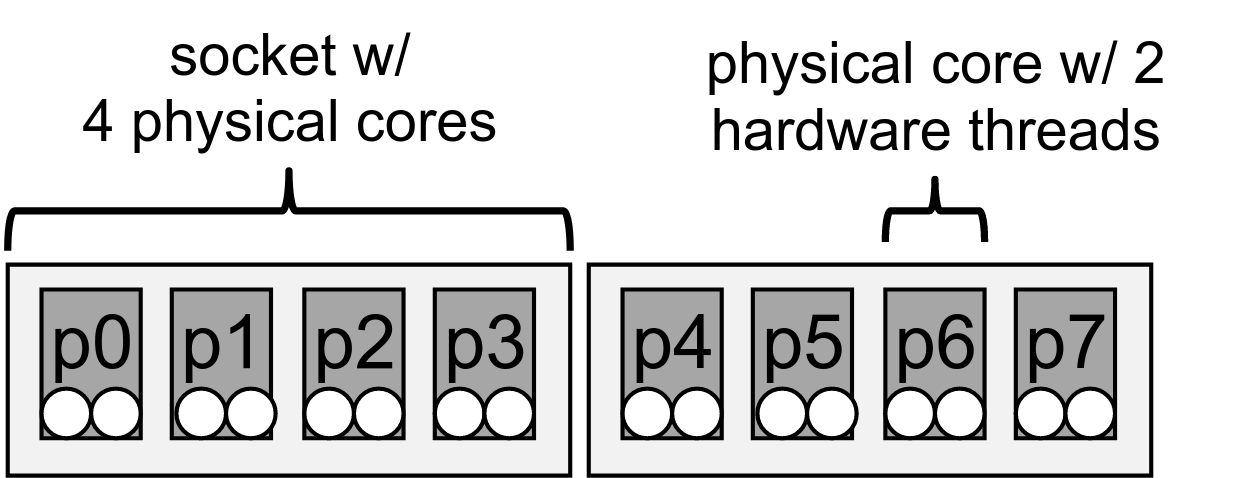 socket w/
4 physical cores
physical core w/ 2
hardware threads
p0 p1 p2 p3 p4 p5 p6 p7